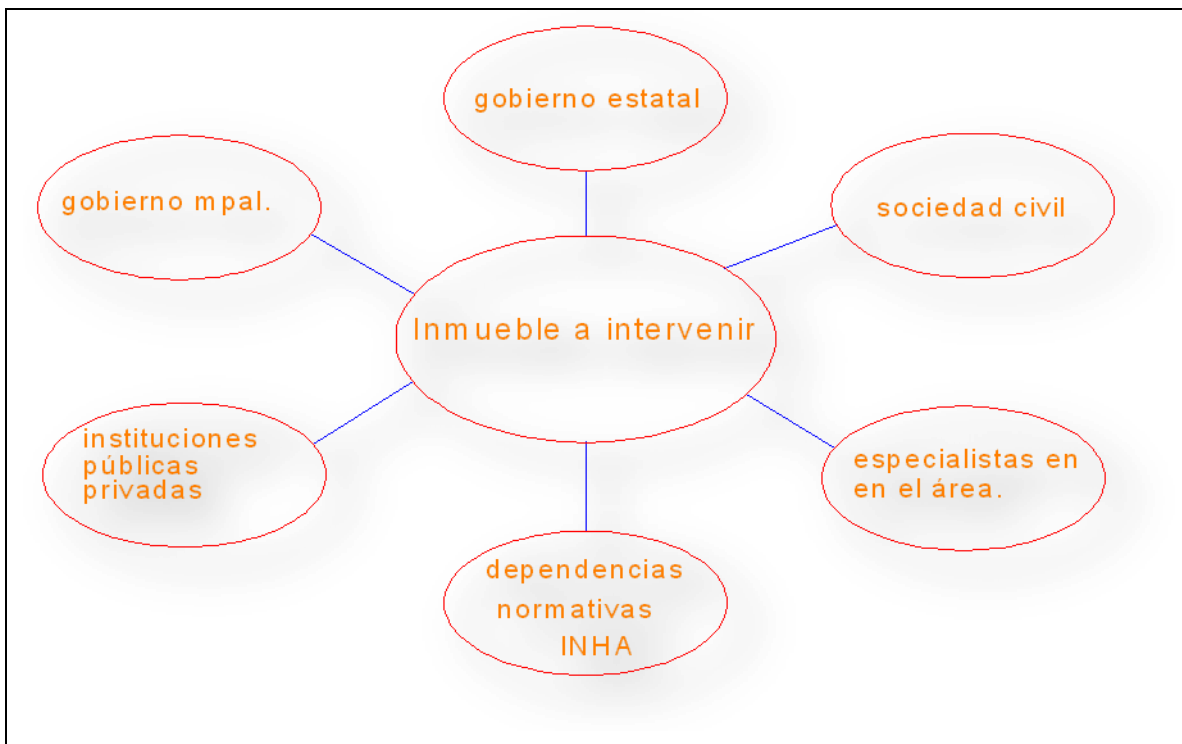 gobierno estatal
gobierno mpal.
sociedad civil
Inmueble a intervenir
instituciones
públicas
privadas
especialistas en
en el área.
dependencias
normativas
INHA